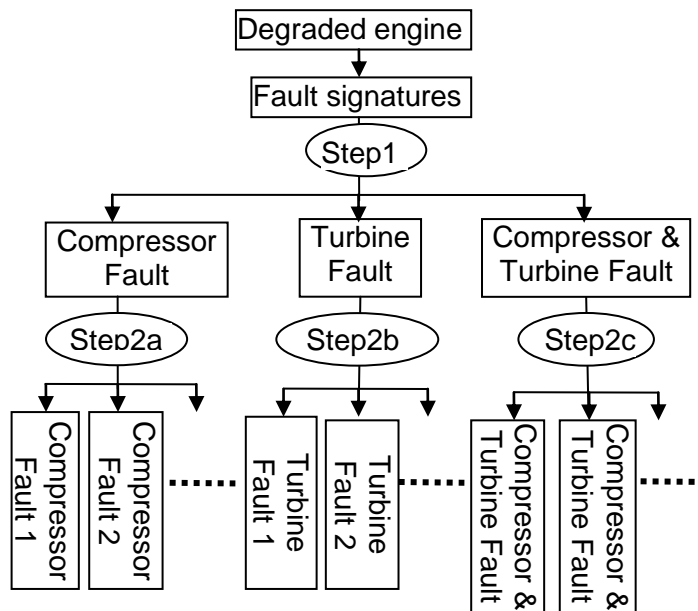 Degraded engine
Fault signatures
Step1
Compressor
Fault
Turbine
Fault
Compressor &
Turbine Fault
Step2a
Step2b
Step2c
Compressor
Fault 1
Compressor
Fault 2
Turbine
Fault 1
Turbine
Fault 2
Compressor &
Turbine Fault
Compressor &
Turbine Fault